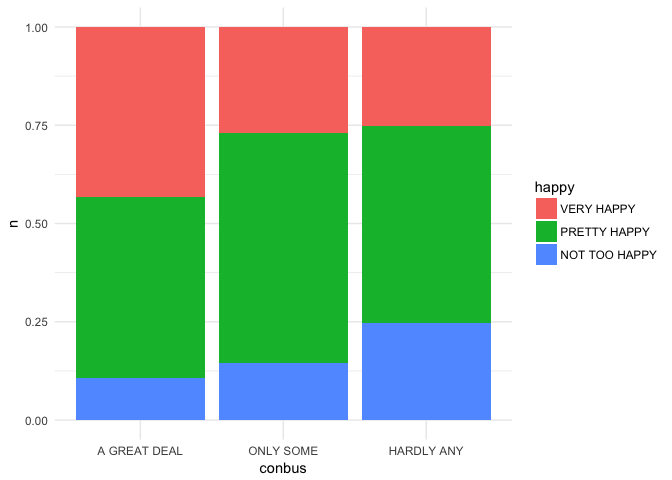 1.00
0.75
0.50
0.25
0.00
n
A GREAT DEAL
ONLY SOME
HARDLY ANY
conbus
happy
VERY HAPPY
PRETTY HAPPY
NOT TOO HAPPY